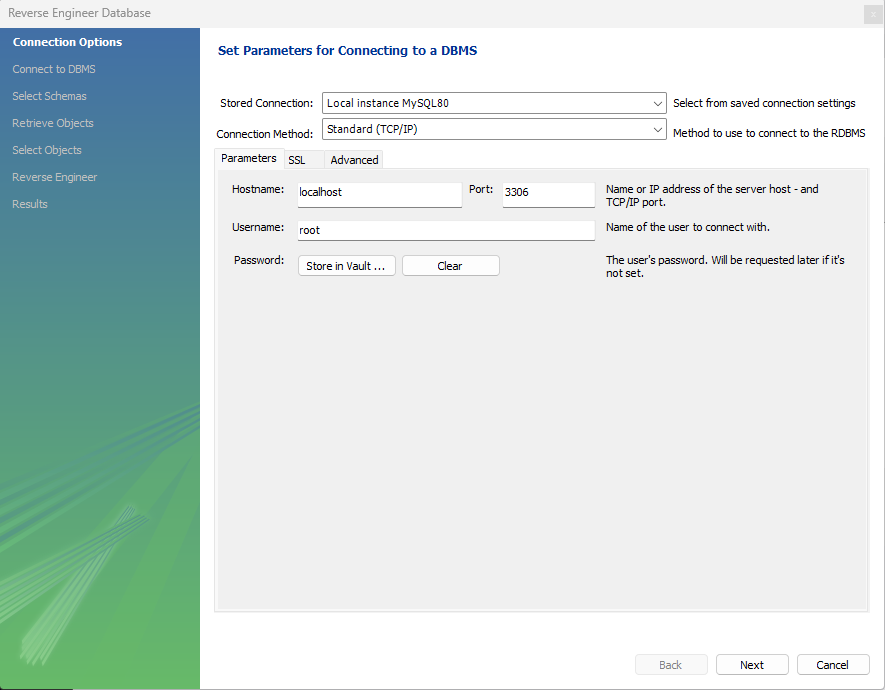 Reverse Engineer Database
Connection Options
Connect to DBMS
Select Schemas
Retrieve Objects
Select Objects
Reverse Engineer
Results
Set Parameters for Connecting to a DBMS
Stored Connection: Local instance MySQL80 Select from saved connection settings
Connection Method: Standard (TCP/IP) Method to use to connect to the RDBMS
Parameters SSL Advanced
Hostname: localhost Port: 3306 Name or IP address of the server host - and
TCP/IP port.
Username: root Name of the user to connect with.
Password: Store in Vault ... Clear The user's password. Will be requested later if it's
not set.
Back Next Cancel